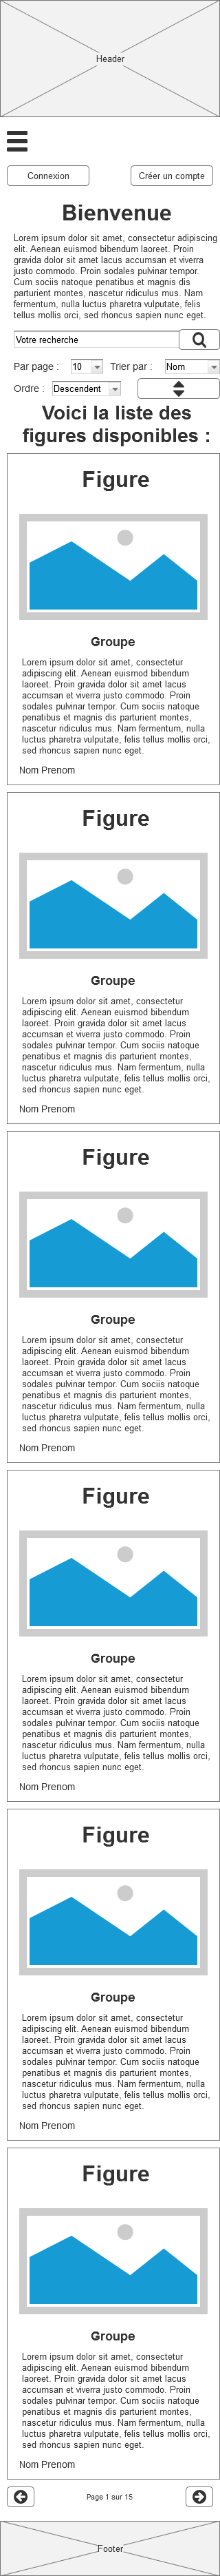 Header
Connexion Créer un compte
Bienvenue
Lorem ipsum dolor sit amet, consectetur adipiscing
elit. Aenean euismod bibendum laoreet. Proin
gravida dolor sit amet lacus accumsan et viverra
justo commodo. Proin sodales pulvinar tempor.
Cum sociis natoque penatibus et magnis dis
parturient montes, nascetur ridiculus mus. Nam
fermentum, nulla luctus pharetra vulputate, felis
tellus mollis orci, sed rhoncus sapien nunc eget.
Votre recherche
Par page : 10 Trier par : Nom
Ordre : Descendent
Voici la liste des
figures disponibles :
Figure
Groupe
Lorem ipsum dolor sit amet, consectetur
adipiscing elit. Aenean euismod bibendum
laoreet. Proin gravida dolor sit amet lacus
accumsan et viverra justo commodo. Proin
sodales pulvinar tempor. Cum sociis natoque
penatibus et magnis dis parturient montes,
nascetur ridiculus mus. Nam fermentum, nulla
luctus pharetra vulputate, felis tellus mollis orci,
sed rhoncus sapien nunc eget.
Nom Prenom
Figure
Groupe
Lorem ipsum dolor sit amet, consectetur
adipiscing elit. Aenean euismod bibendum
laoreet. Proin gravida dolor sit amet lacus
accumsan et viverra justo commodo. Proin
sodales pulvinar tempor. Cum sociis natoque
penatibus et magnis dis parturient montes,
nascetur ridiculus mus. Nam fermentum, nulla
luctus pharetra vulputate, felis tellus mollis orci,
sed rhoncus sapien nunc eget.
Nom Prenom
Figure
Groupe
Lorem ipsum dolor sit amet, consectetur
adipiscing elit. Aenean euismod bibendum
laoreet. Proin gravida dolor sit amet lacus
accumsan et viverra justo commodo. Proin
sodales pulvinar tempor. Cum sociis natoque
penatibus et magnis dis parturient montes,
nascetur ridiculus mus. Nam fermentum, nulla
luctus pharetra vulputate, felis tellus mollis orci,
sed rhoncus sapien nunc eget.
Nom Prenom
Figure
Groupe
Lorem ipsum dolor sit amet, consectetur
adipiscing elit. Aenean euismod bibendum
laoreet. Proin gravida dolor sit amet lacus
accumsan et viverra justo commodo. Proin
sodales pulvinar tempor. Cum sociis natoque
penatibus et magnis dis parturient montes,
nascetur ridiculus mus. Nam fermentum, nulla
luctus pharetra vulputate, felis tellus mollis orci,
sed rhoncus sapien nunc eget.
Nom Prenom
Figure
Groupe
Lorem ipsum dolor sit amet, consectetur
adipiscing elit. Aenean euismod bibendum
laoreet. Proin gravida dolor sit amet lacus
accumsan et viverra justo commodo. Proin
sodales pulvinar tempor. Cum sociis natoque
penatibus et magnis dis parturient montes,
nascetur ridiculus mus. Nam fermentum, nulla
luctus pharetra vulputate, felis tellus mollis orci,
sed rhoncus sapien nunc eget.
Nom Prenom
Figure
Groupe
Lorem ipsum dolor sit amet, consectetur
adipiscing elit. Aenean euismod bibendum
laoreet. Proin gravida dolor sit amet lacus
accumsan et viverra justo commodo. Proin
sodales pulvinar tempor. Cum sociis natoque
penatibus et magnis dis parturient montes,
nascetur ridiculus mus. Nam fermentum, nulla
luctus pharetra vulputate, felis tellus mollis orci,
sed rhoncus sapien nunc eget.
Nom Prenom
Page 1 sur 15
Footer